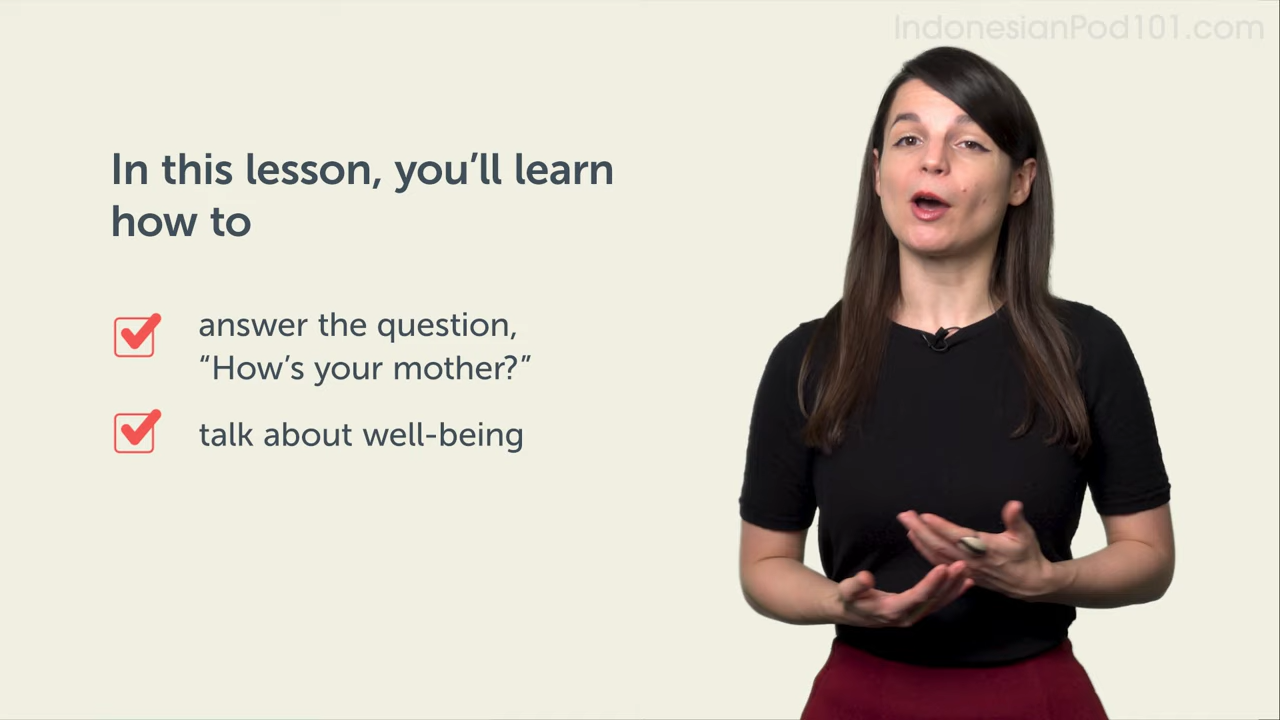 IndonesianPod101.com
In this lesson, you’ll learn
how to
answer the question,
“How’s your mother?”
talk about well-being